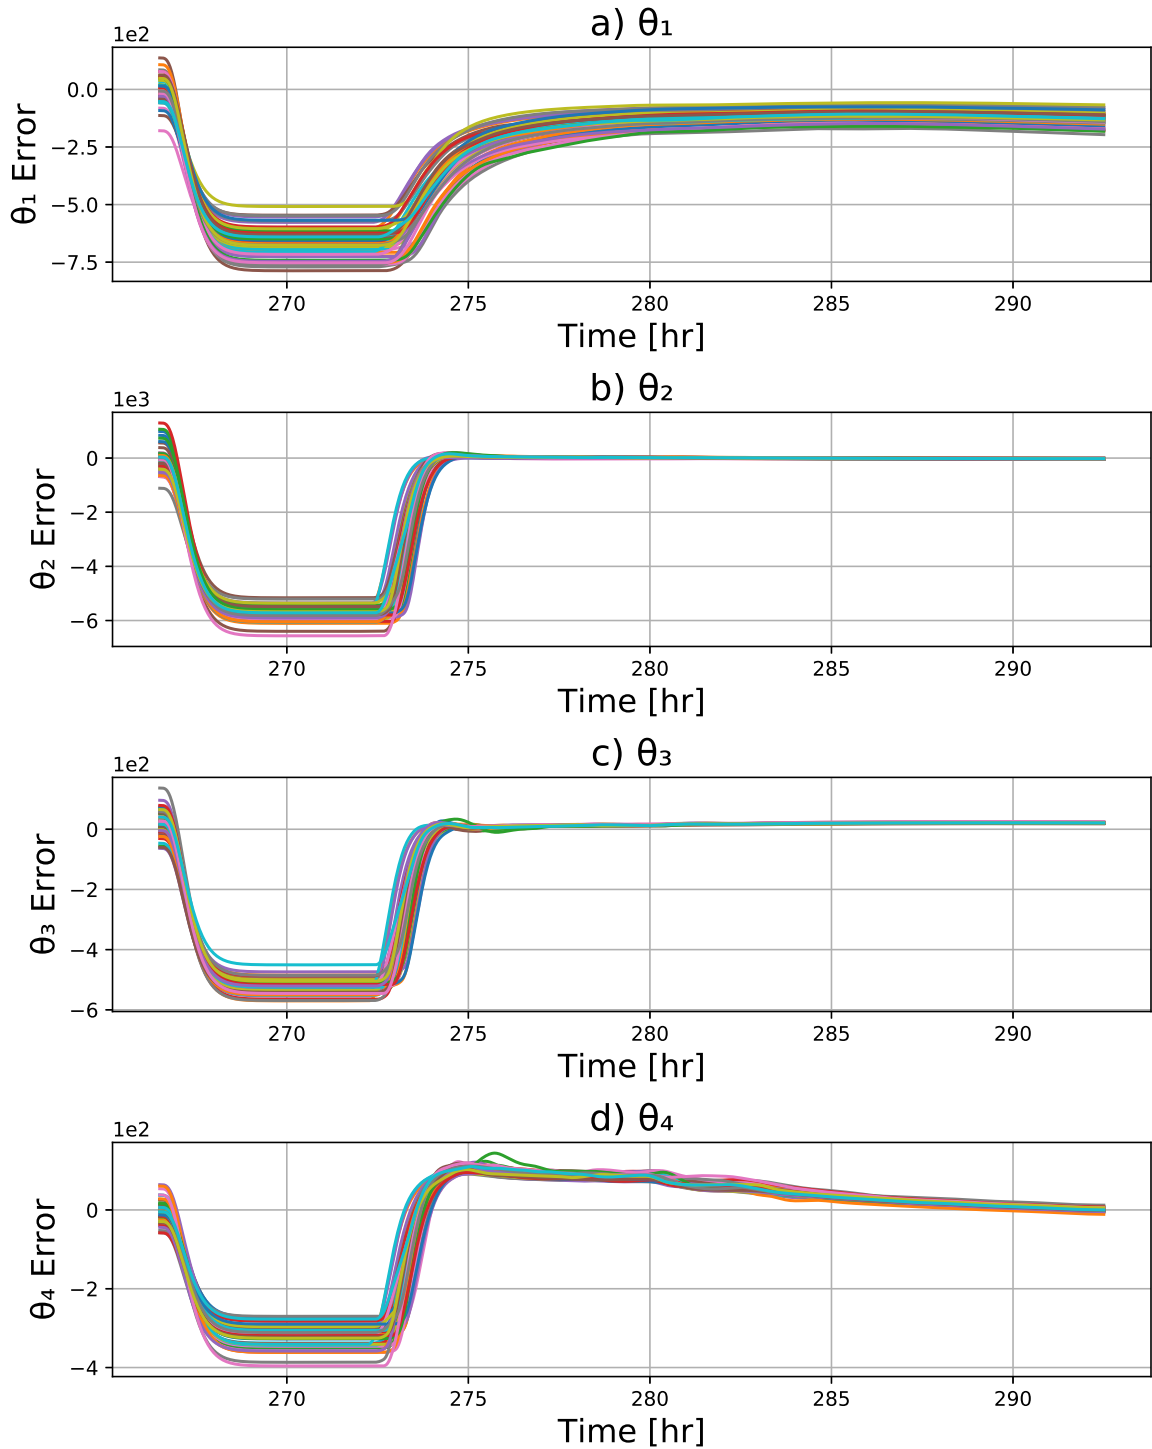 a) θ₁
1e2
0.0
−2.5
−5.0
−7.5
θ₁ Error
270 275 280 285 290
Time [hr]
b) θ₂
1e3
0
−2
−4
−6
θ₂ Error
270 275 280 285 290
Time [hr]
c) θ₃
1e2
0
−2
−4
−6
θ₃ Error
270 275 280 285 290
Time [hr]
d) θ₄
1e2
0
−2
−4
θ₄ Error
270 275 280 285 290
Time [hr]